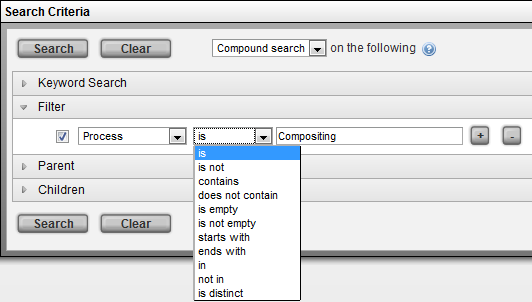 Search Criteria
Search Clear Compound search on the following ?
Keyword Search
Filter
Process is Compositing + -
is
is not
contains
does not contain
is empty
is not empty
starts with
ends with
in
not in
is distinct
Parent
Children
Search Clear